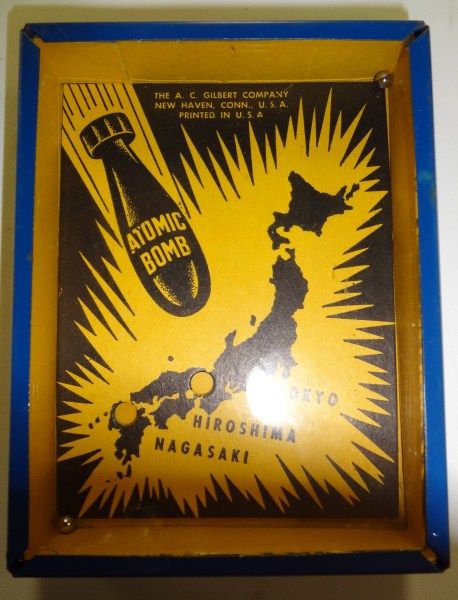 THE A. C. GILBERT COMPANY
NEW HAVEN, CONN., U. S. A.
PRINTED IN U. S. A
ATOMIC
BOMB
TOKYO
HIROSHIMA
NAGASAKI